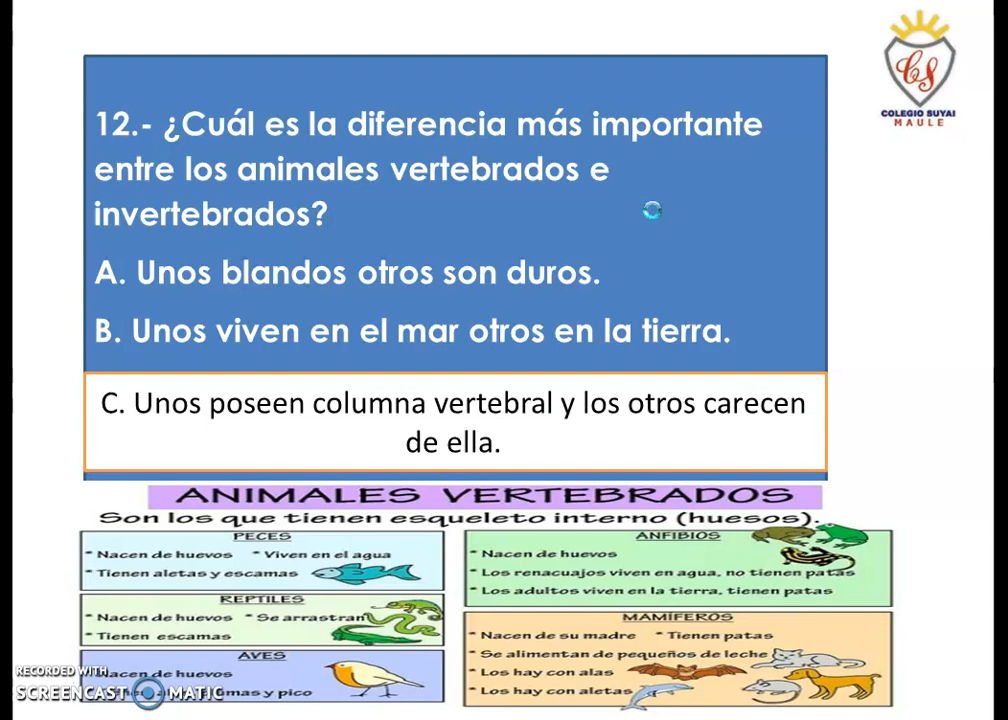 CS
COLEGIO SUYAI
MAULE
12.- ¿Cuál es la diferencia más importante
entre los animales vertebrados e
invertebrados?
A. Unos blandos otros son duros.
B. Unos viven en el mar otros en la tierra.
C. Unos poseen columna vertebral y los otros carecen
de ella.
ANIMALES VERTEBRADOS
Son los que tienen esqueleto interno (huesos).
PECES
* Nacen de huevos * Viven en el agua
* Tienen aletas y escamas
REPTILES
* Nacen de huevos * Se arrastran
* Tienen escamas
AVES
Nacen de huevos
y pico
ANFIBIOS
* Nacen de huevos
* Los renacuajos viven en agua, no tienen patas
* Los adultos viven en la tierra, tienen patas
MAMÍFEROS
* Nacen de su madre * Tienen patas
* Se alimentan de pequeños de leche
* Los hay con alas
* Los hay con aletas
RECORDED WITH
SCREENCAST MATIC